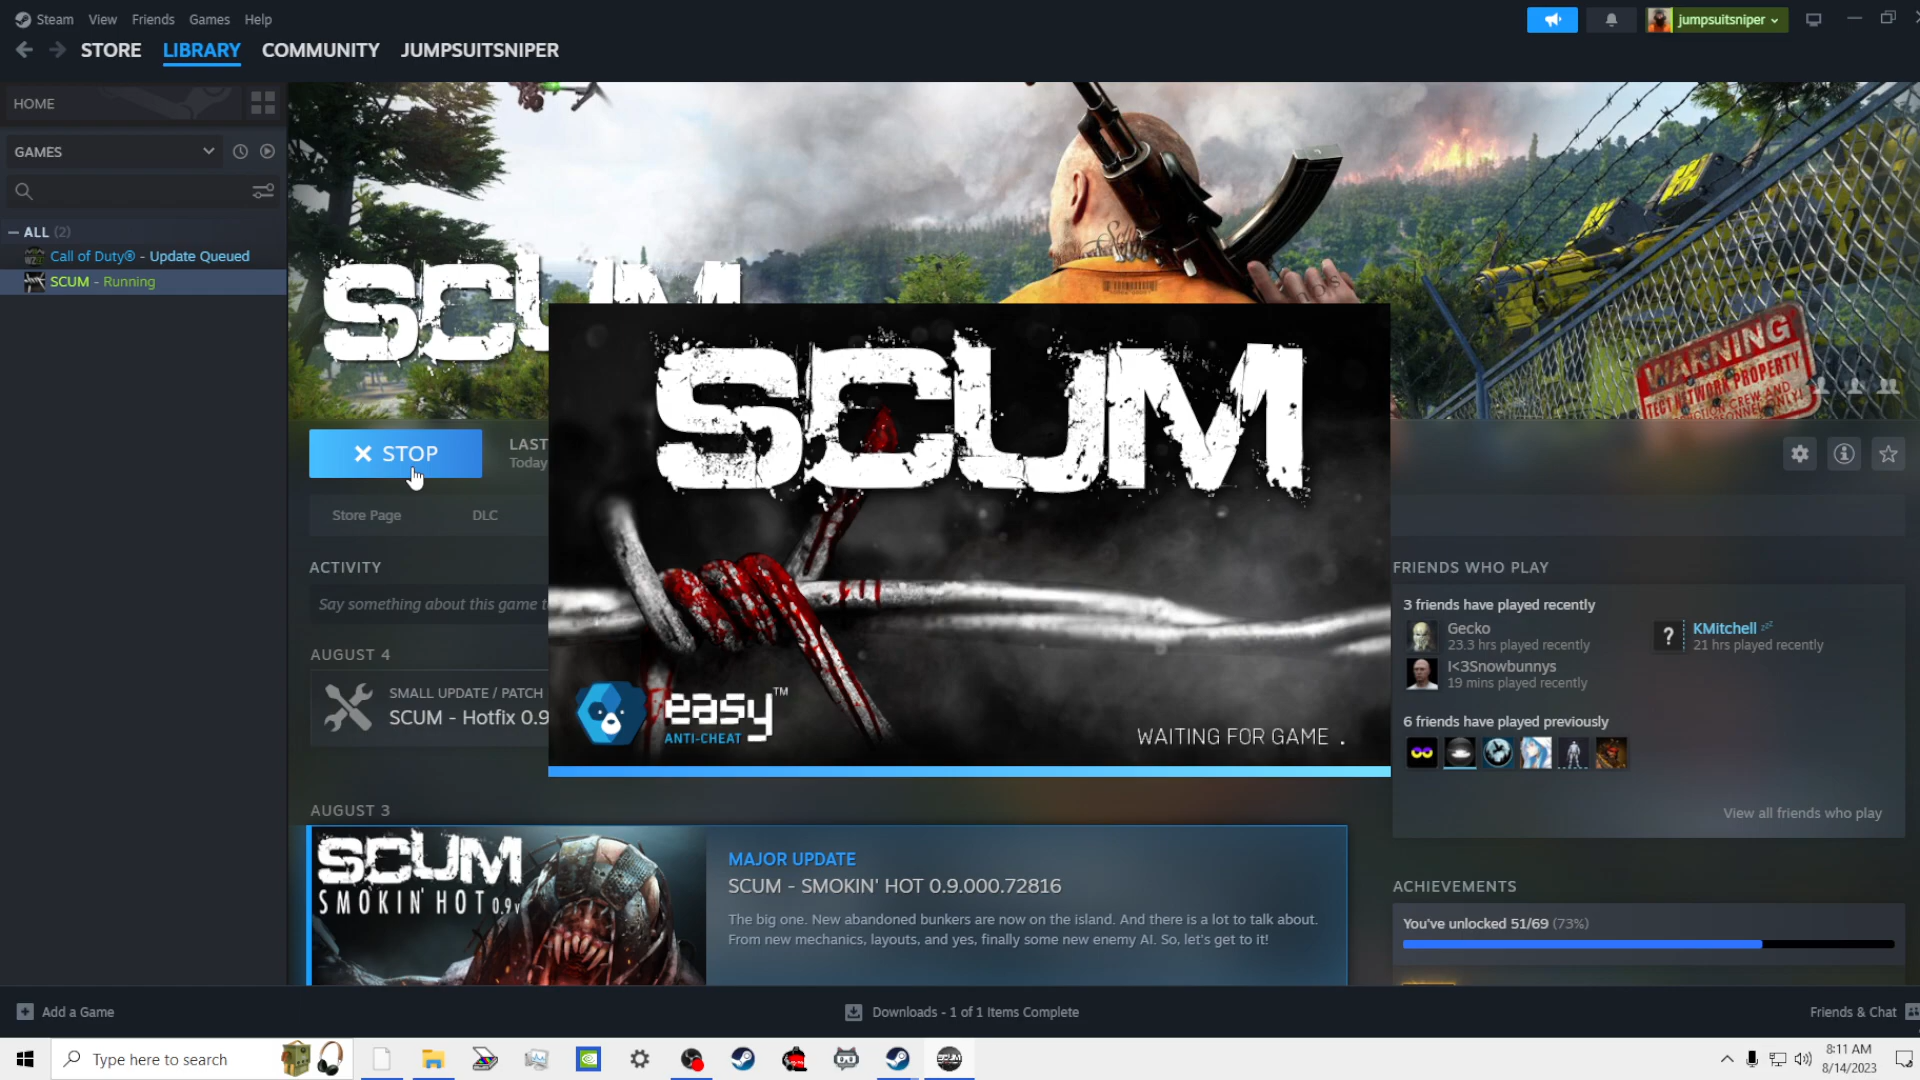 Steam View Friends Games Help
jumpsuitsniper
STORE LIBRARY COMMUNITY JUMPSUITSNIPER
HOME
GAMES
ALL (2)
Call of Duty® - Update Queued
SCUM - Running
WARNING
TECT NETWORK PROPERTY
SCUM
STOP
LAST
Today
Store Page DLC
ACTIVITY
Say something about this game t
AUGUST 4
SMALL UPDATE / PATCH
SCUM - Hotfix 0.9
easy™
ANTI-CHEAT
WAITING FOR GAME .
AUGUST 3
SCUM
SMOKIN' HOT 0.9v
MAJOR UPDATE
SCUM - SMOKIN' HOT 0.9.000.72816
The big one. New abandoned bunkers are now on the island. And there is a lot to talk about.
From new mechanics, layouts, and yes, finally some new enemy AI. So, let's get to it!
FRIENDS WHO PLAY
3 friends have played recently
Gecko
23.3 hrs played recently
KMitchell zzz
21 hrs played recently
I<3Snowbunnys
19 mins played recently
6 friends have played previously
View all friends who play
ACHIEVEMENTS
You've unlocked 51/69 (73%)
Add a Game
Downloads - 1 of 1 Items Complete
Friends & Chat
Type here to search
8:11 AM
8/14/2023